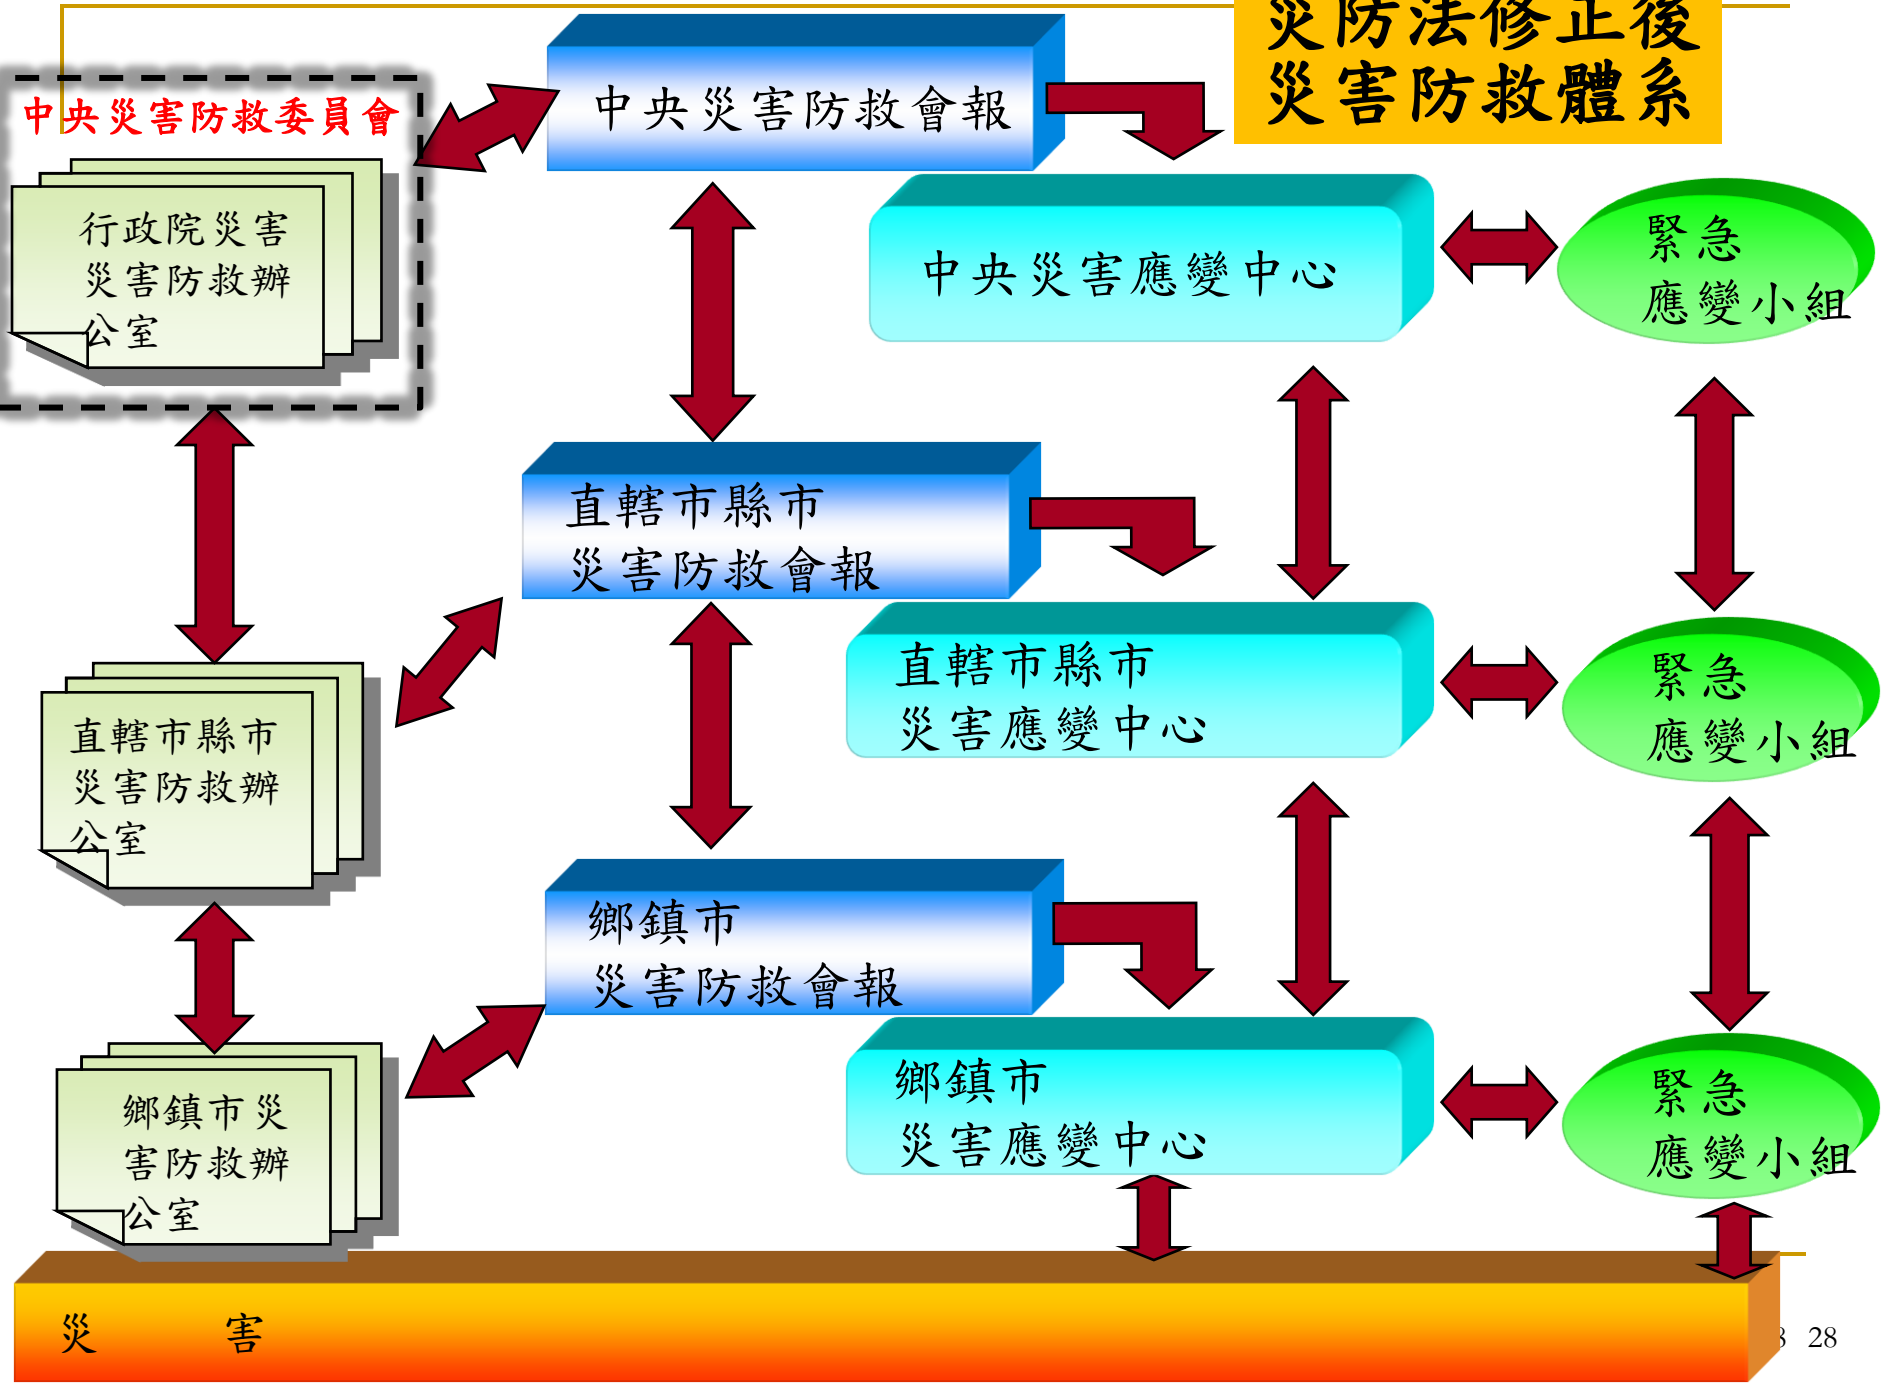 災防法修正後
災害防救體系
中央災害防救委員會
中央災害防救會報
行政院災害
災害防救辦
公室
中央災害應變中心
緊急
應變小組
直轄市縣市
災害防救會報
直轄市縣市
災害防救辦
公室
直轄市縣市
災害應變中心
緊急
應變小組
鄉鎮市
災害防救會報
鄉鎮市災
害防救辦
公室
鄉鎮市
災害應變中心
緊急
應變小組
災 害
28